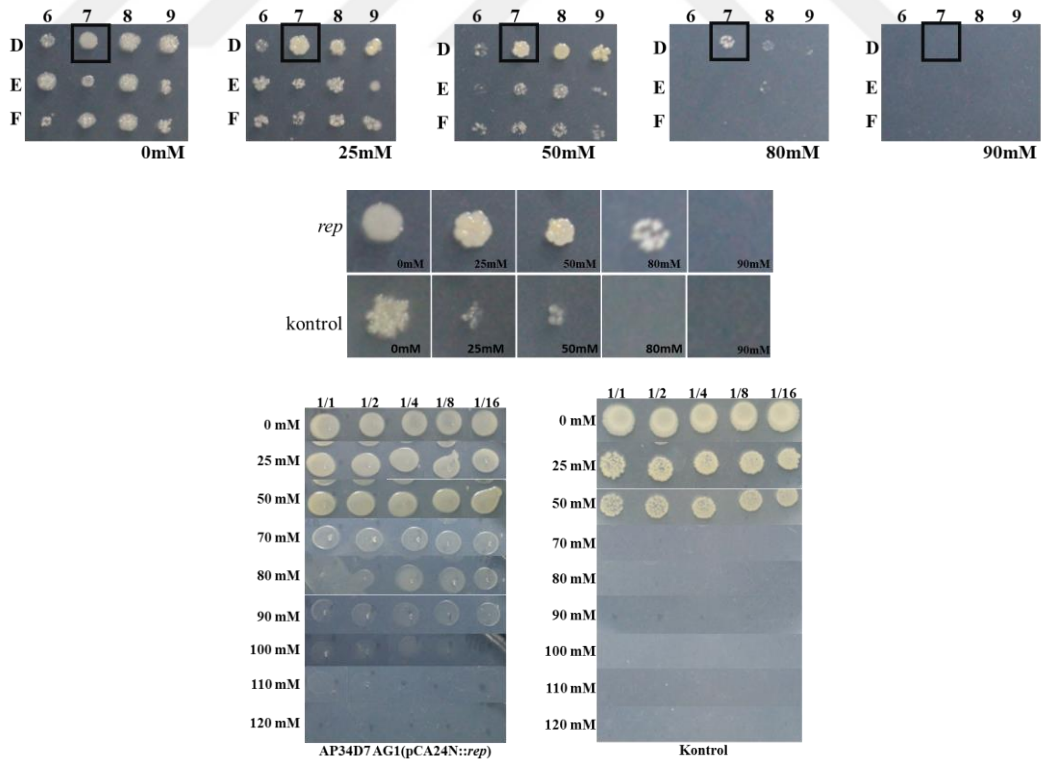 6 7 8 9
D
E
F
0mM
6 7 8 9
D
E
F
25mM
6 7 8 9
D
E
F
50mM
6 7 8 9
D
E
F
80mM
6 7 8 9
D
E
F
90mM
rep
0mM 25mM 50mM 80mM 90mM
kontrol
0mM 25mM 50mM 80mM 90mM
1/1 1/2 1/4 1/8 1/16
0 mM
25 mM
50 mM
70 mM
80 mM
90 mM
100 mM
110 mM
120 mM
AP34D7 AG1(pCA24N::rep)
1/1 1/2 1/4 1/8 1/16
0 mM
25 mM
50 mM
70 mM
80 mM
90 mM
100 mM
110 mM
120 mM
Kontrol